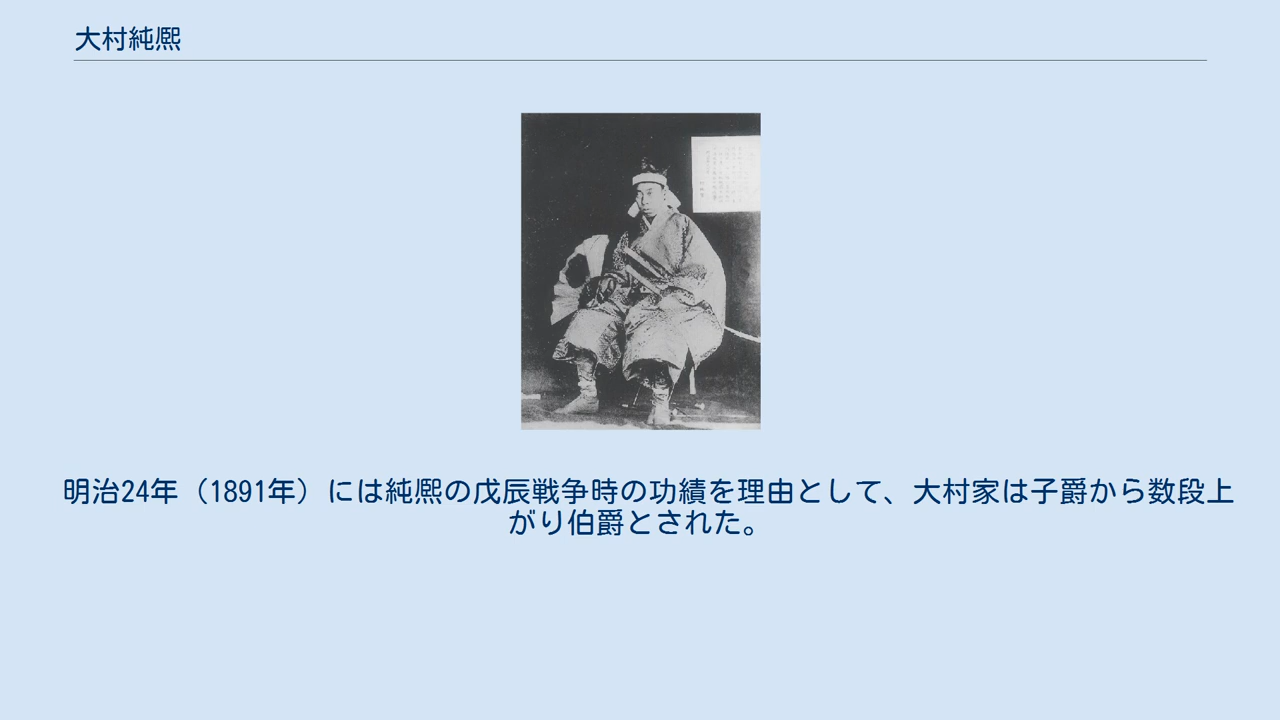 大村純熈
明治24年（1891年）には純熈の戊辰戦争時の功績を理由として、大村家は子爵から数段上
がり伯爵とされた。